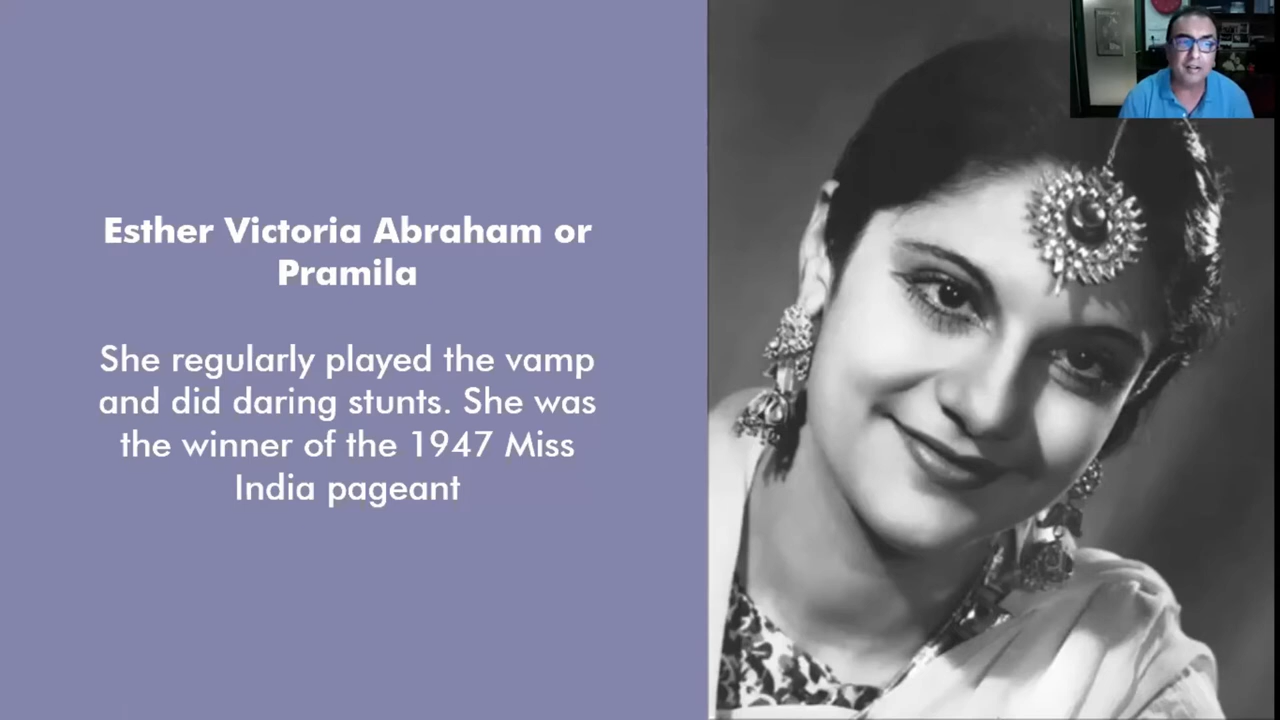 Esther Victoria Abraham or
Pramila
She regularly played the vamp
and did daring stunts. She was
the winner of the 1947 Miss
India pageant